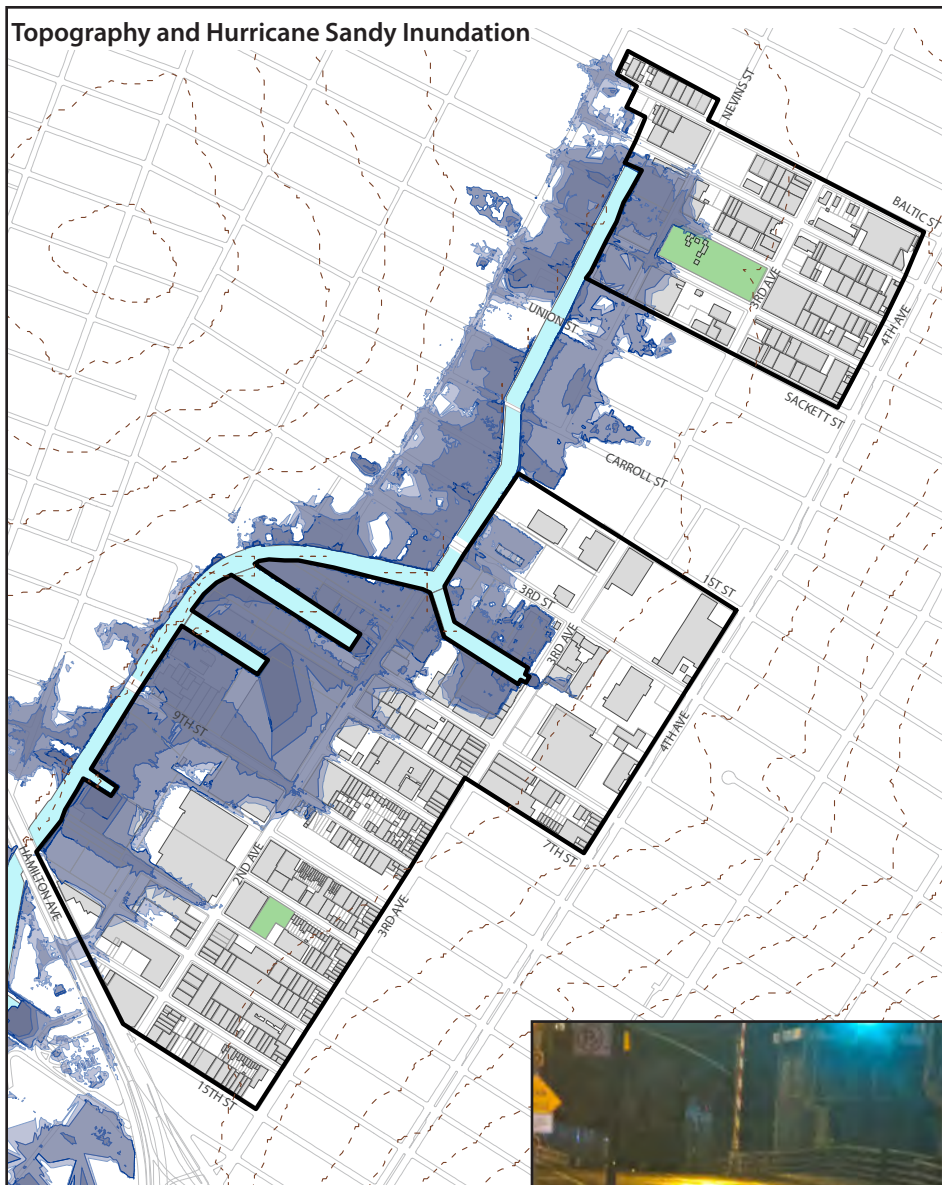 Topography and Hurricane Sandy Inundation
NEVINS ST
BALTIC ST
3RD AVE
4TH AVE
UNION ST
SACKETT ST
CARROLL ST
1ST ST
3RD ST
3RD AVE
4TH AVE
9TH ST
7TH ST
HAMILTON AVE
2ND AVE
3RD AVE
15TH ST